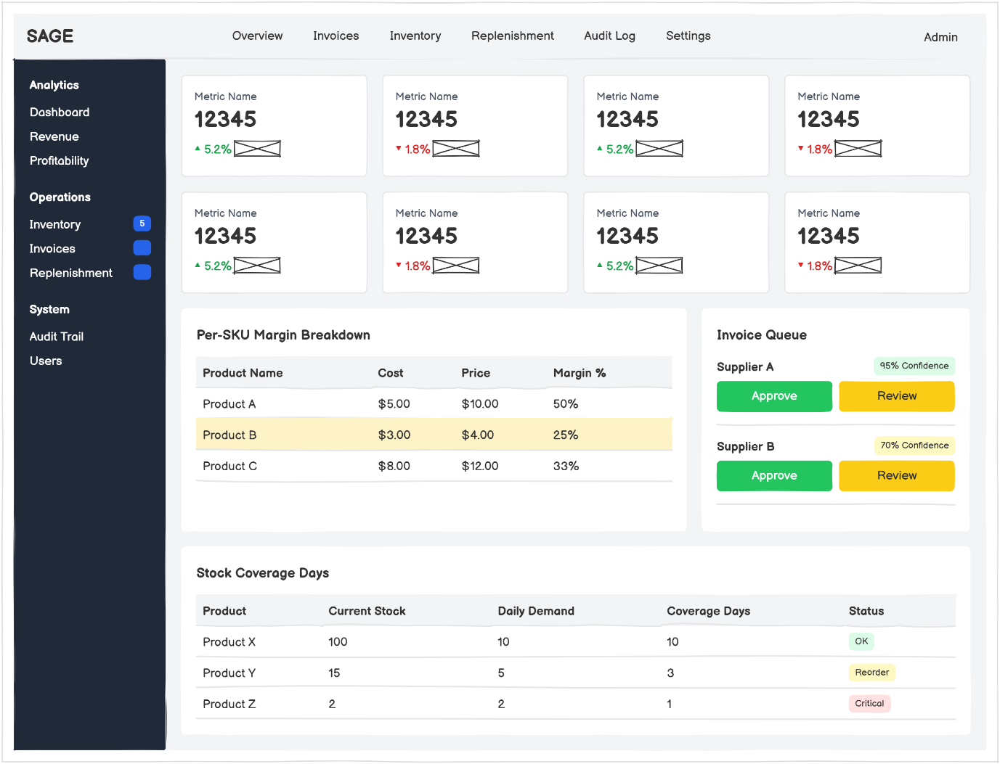 SAGE
Overview Invoices Inventory Replenishment Audit Log Settings
Admin
Analytics
Dashboard
Revenue
Profitability
Operations
Inventory 5
Invoices
Replenishment
System
Audit Trail
Users
Metric Name
12345
▲ 5.2%
Metric Name
12345
▼ 1.8%
Metric Name
12345
▲ 5.2%
Metric Name
12345
▼ 1.8%
Metric Name
12345
▲ 5.2%
Metric Name
12345
▼ 1.8%
Metric Name
12345
▲ 5.2%
Metric Name
12345
▼ 1.8%
Per-SKU Margin Breakdown
Product Name Cost Price Margin %
Product A $5.00 $10.00 50%
Product B $3.00 $4.00 25%
Product C $8.00 $12.00 33%
Invoice Queue
Supplier A 95% Confidence
Approve Review
Supplier B 70% Confidence
Approve Review
Stock Coverage Days
Product Current Stock Daily Demand Coverage Days Status
Product X 100 10 10 OK
Product Y 15 5 3 Reorder
Product Z 2 2 1 Critical